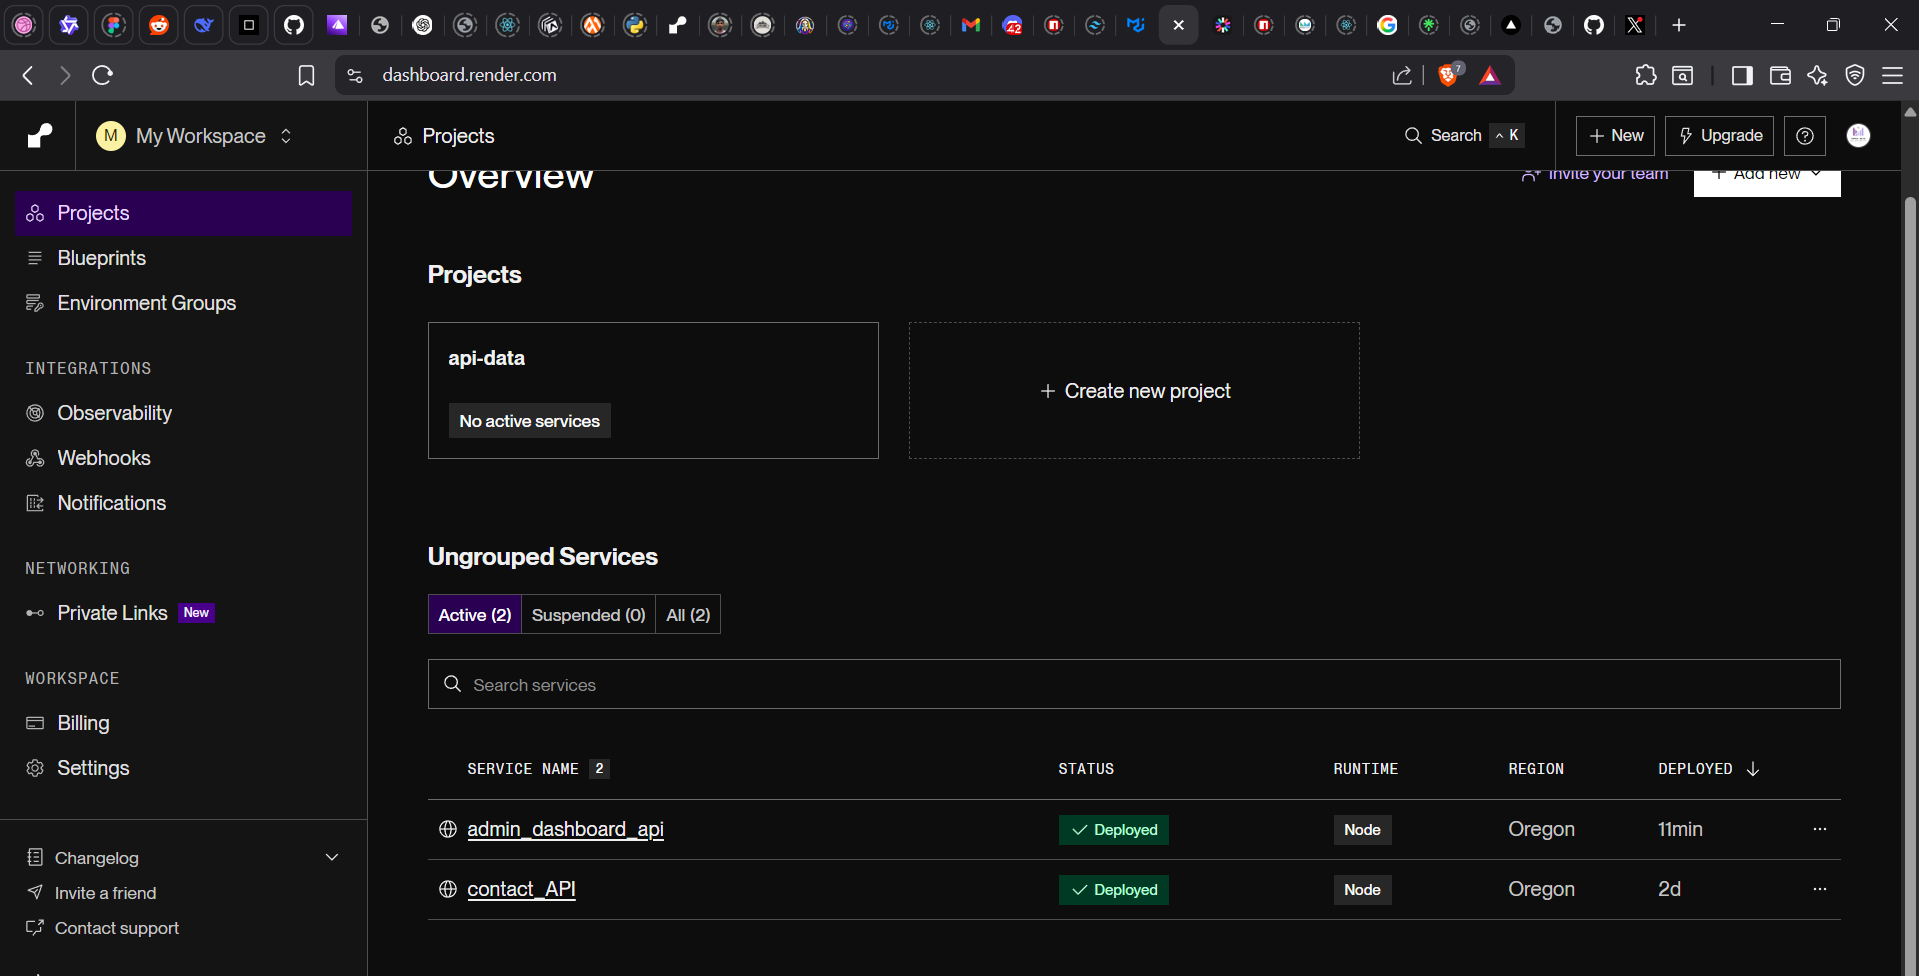 42
7
dashboard.render.com
M My Workspace
Projects
Search ^ K
+ New
Upgrade
Overview
Invite your team
+ Add new
Projects
Blueprints
Environment Groups
INTEGRATIONS
Observability
Webhooks
Notifications
NETWORKING
Private Links New
WORKSPACE
Billing
Settings
Changelog
Invite a friend
Contact support
Projects
api-data
No active services
+ Create new project
Ungrouped Services
Active (2) Suspended (0) All (2)
Search services
SERVICE NAME 2 STATUS RUNTIME REGION DEPLOYED ↓
admin_dashboard_api ✓ Deployed Node Oregon 11min ...
contact_API ✓ Deployed Node Oregon 2d ...